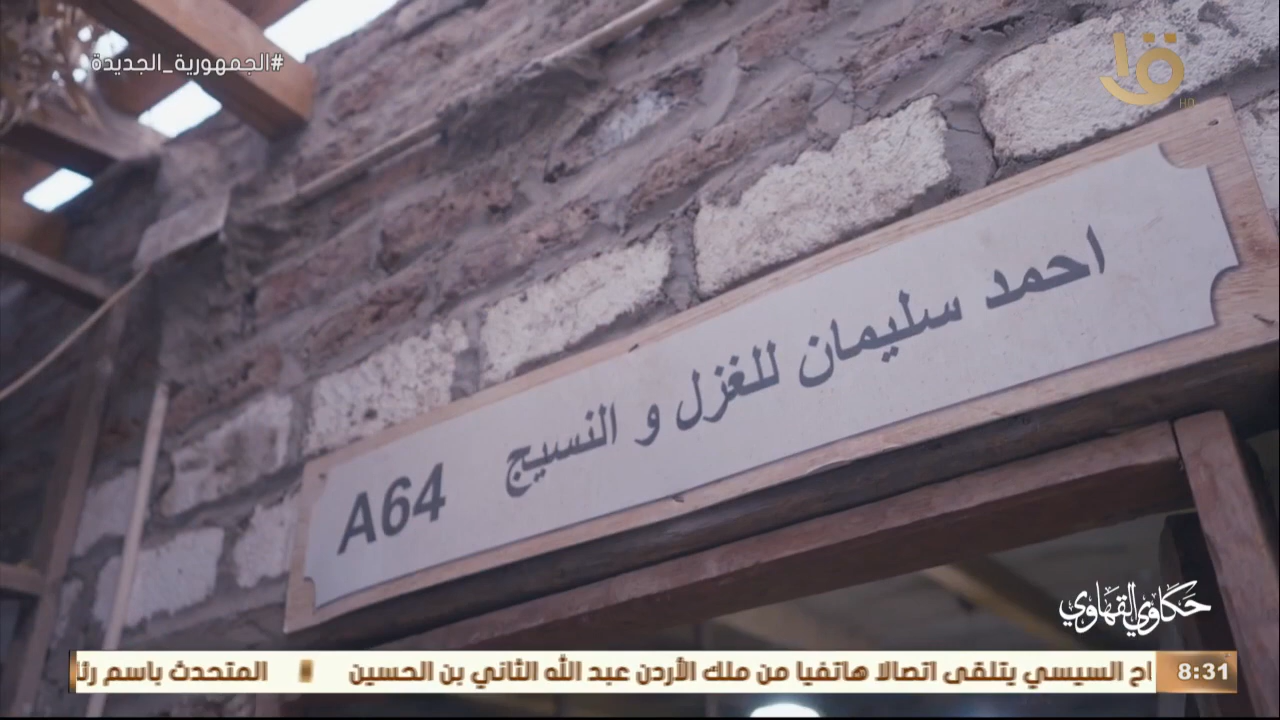 #الجمهورية_الجديدة
HD
احمد سليمان للغزل و النسيج A64
حكاوي القهاوي
السيسي يتلقى اتصالا هاتفيا من ملك الأردن عبد الله الثاني بن الحسين المتحدث باسم
8:31